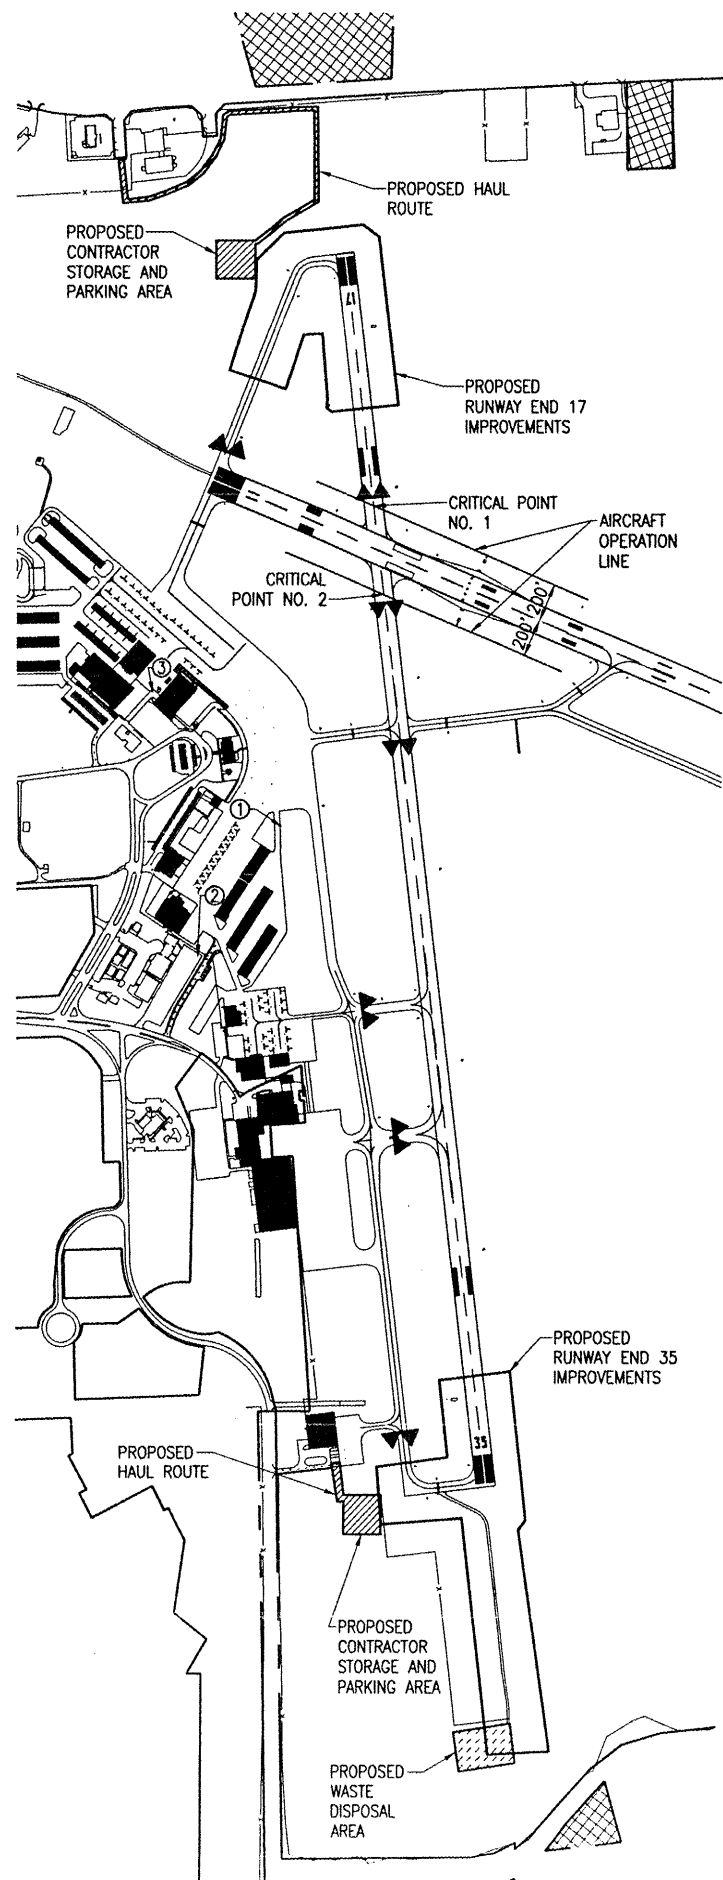 PROPOSED HAUL
ROUTE
PROPOSED
CONTRACTOR
STORAGE AND
PARKING AREA
17
PROPOSED
RUNWAY END 17
IMPROVEMENTS
CRITICAL POINT
NO. 1
AIRCRAFT
OPERATION
LINE
CRITICAL
POINT NO. 2
200'
200'
3
1
2
PROPOSED
RUNWAY END 35
IMPROVEMENTS
35
PROPOSED
HAUL ROUTE
PROPOSED
CONTRACTOR
STORAGE AND
PARKING AREA
PROPOSED
WASTE
DISPOSAL
AREA